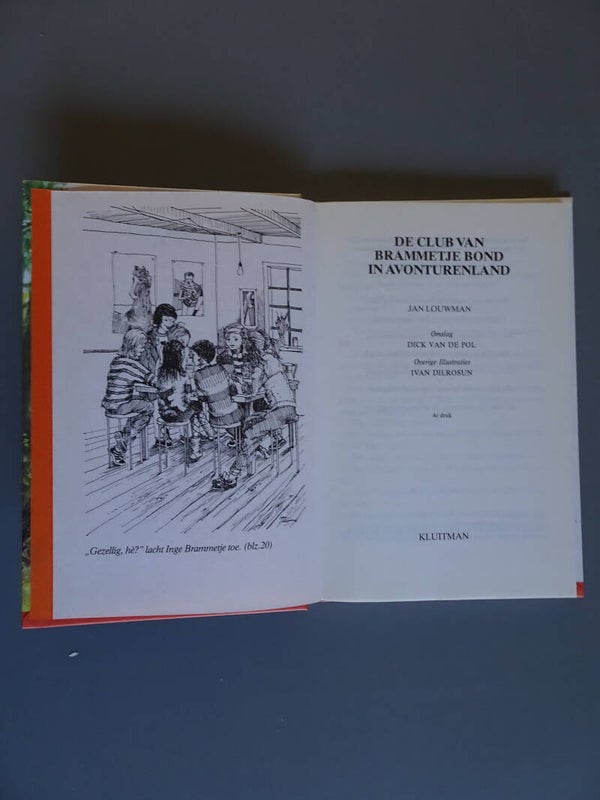 „Gezellig, hè?” lacht Inge Brammetje toe. (blz.20)
DE CLUB VAN
BRAMMETJE BOND
IN AVONTURENLAND
JAN LOUWMAN
Omslag
DICK VAN DE POL
Overige Illustraties
IVAN DILROSUN
4e druk
KLUITMAN